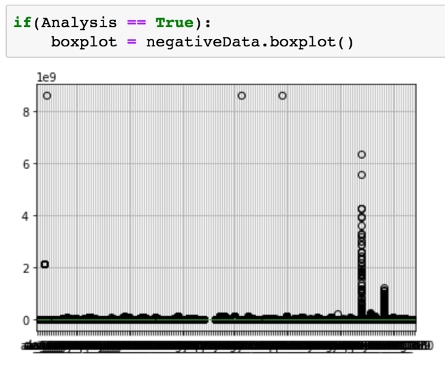 if(Analysis == True):
boxplot = negativeData.boxplot()
1e9
8
6
4
2
0